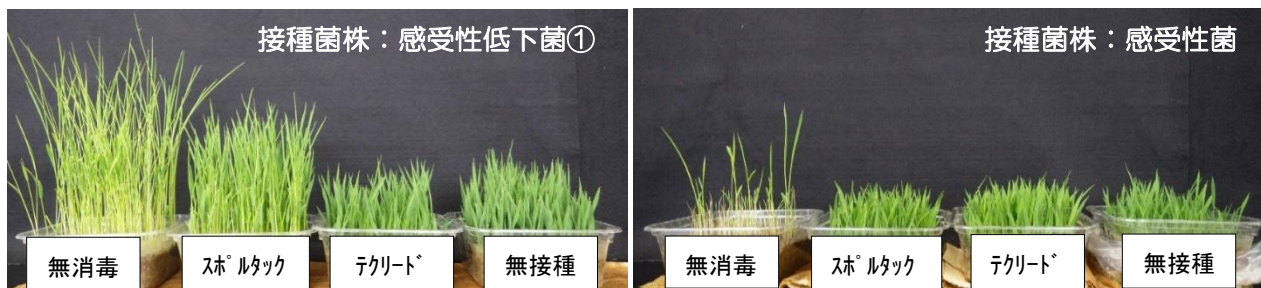 接種菌株：感受性低下菌①
無消毒
ｽﾎﾟﾙﾀｯｸ
ﾃｸﾘｰﾄﾞ
無接種
接種菌株：感受性菌
無消毒
ｽﾎﾟﾙﾀｯｸ
ﾃｸﾘｰﾄﾞ
無接種